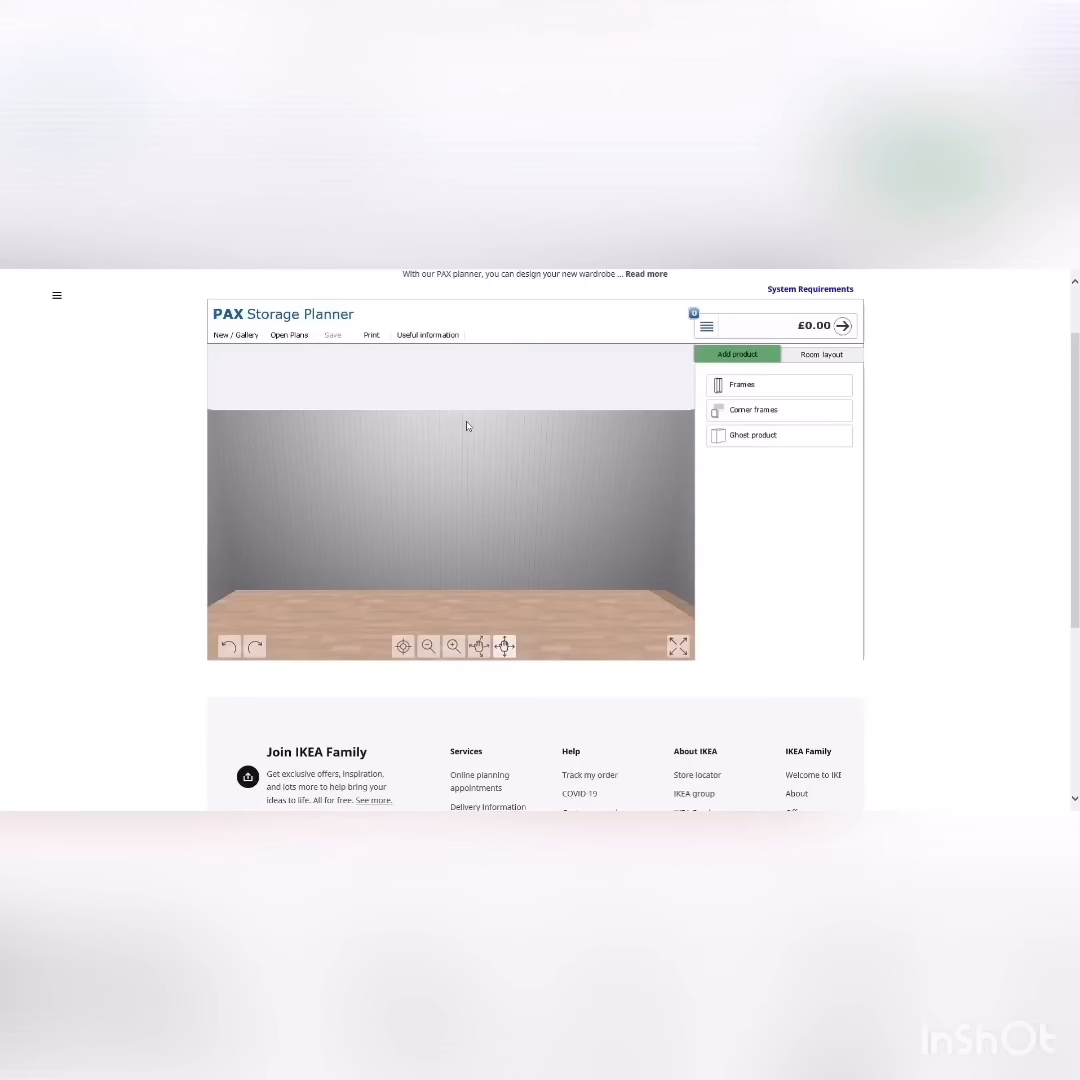 With our PAX planner, you can design your new wardrobe ... Read more
System Requirements
PAX Storage Planner
0
£0.00
New / Gallery Open Plans Save Print Useful information
Add product Room layout
Frames
Corner frames
Ghost product
Join IKEA Family
Get exclusive offers, inspiration,
and lots more to help bring your
ideas to life. All for free. See more.
Services
Online planning
appointments
Delivery Information
Help
Track my order
COVID-19
About IKEA
Store locator
IKEA group
IKEA Family
Welcome to IKE
About
InShOt